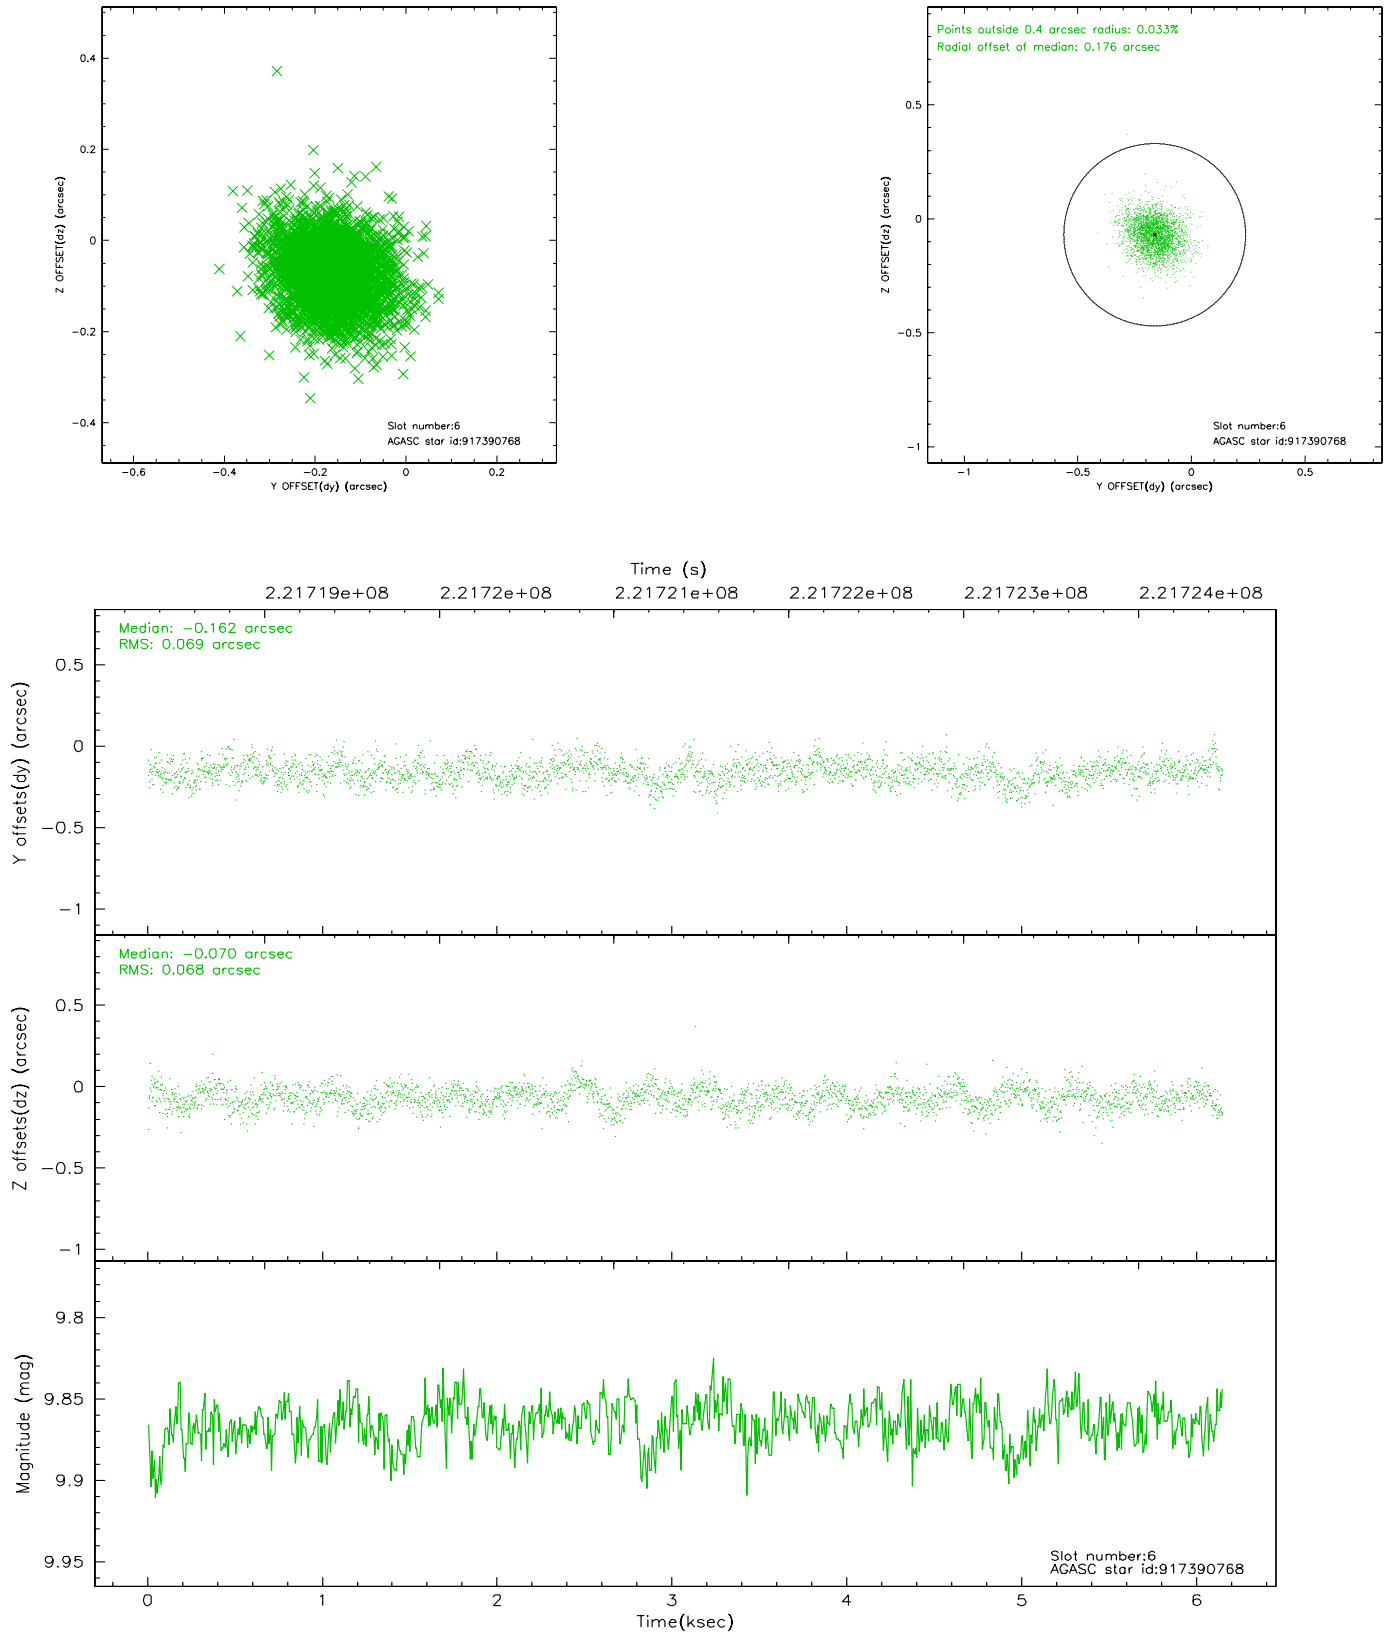 0.4
0.2
0
-0.2
-0.4
Z OFFSET(dz) (arcsec)
-0.6
-0.4
-0.2
0
0.2
Y OFFSET(dy) (arcsec)
Slot number:6
AGASC star id:917390768
Points outside 0.4 arcsec radius: 0.033%
Radial offset of median: 0.176 arcsec
0.5
0
-0.5
-1
Z OFFSET(dz) (arcsec)
-1
-0.5
0
0.5
Y OFFSET(dy) (arcsec)
Slot number:6
AGASC star id:917390768
Time (s)
2.21719e+08
2.2172e+08
2.21721e+08
2.21722e+08
2.21723e+08
2.21724e+08
Median: -0.162 arcsec
RMS: 0.069 arcsec
0.5
0
-0.5
-1
Y offsets(dy) (arcsec)
Median: -0.070 arcsec
RMS: 0.068 arcsec
0.5
0
-0.5
-1
Z offsets(dz) (arcsec)
9.8
9.85
9.9
9.95
Magnitude (mag)
Slot number:6
AGASC star id:917390768
0
1
2
3
4
5
6
Time(ksec)